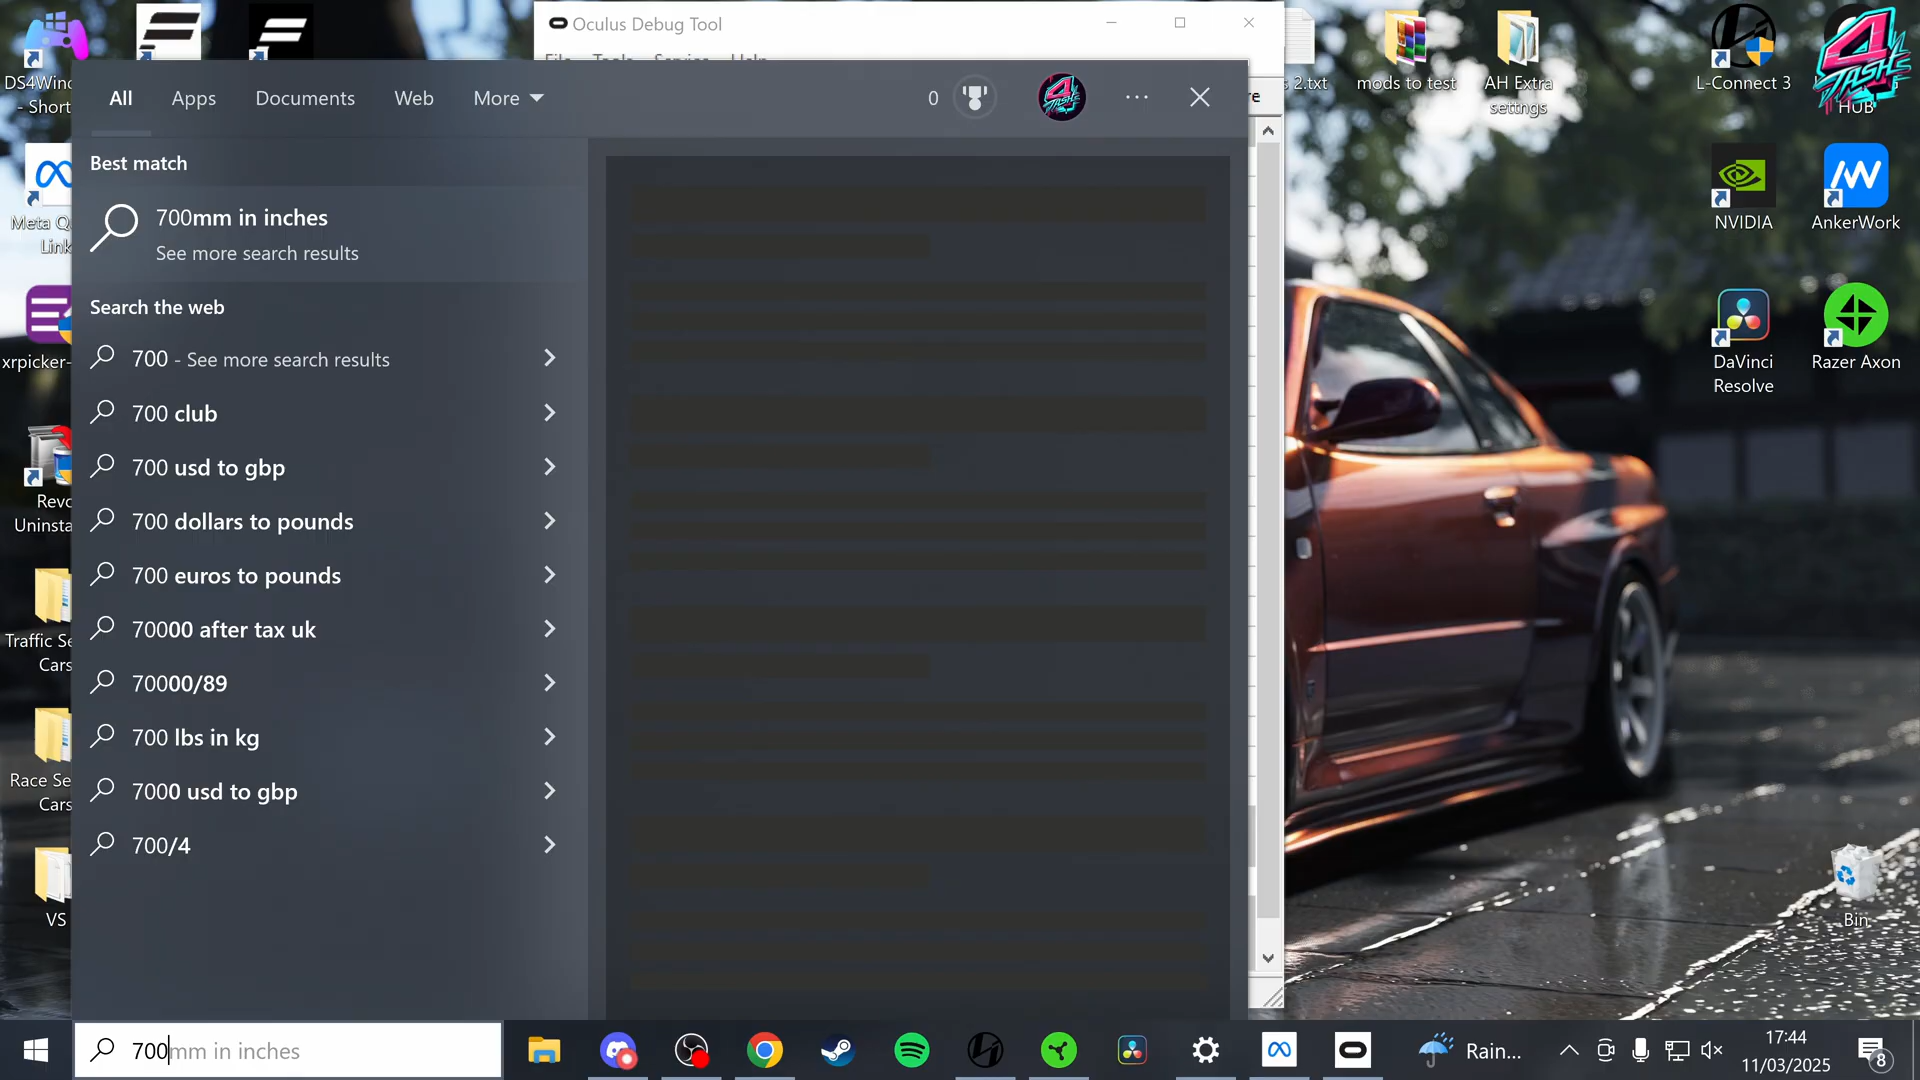 Oculus Debug Tool
File Tools Service Help
All
Apps
Documents
Web
More
0
Best match
700mm in inches
See more search results
Search the web
700 - See more search results
700 club
700 usd to gbp
700 dollars to pounds
700 euros to pounds
70000 after tax uk
70000/89
700 lbs in kg
7000 usd to gbp
700/4
DS4Winc
- Short
Meta Q
Link
xrpicker-
Revo
Uninsta
Traffic Se
Cars
Race Se
Cars
VS
s 2.txt
mods to test
AH Extra
settngs
L-Connect 3
HUB
NVIDIA
AnkerWork
DaVinci
Resolve
Razer Axon
Bin
700mm in inches
Rain...
17:44
11/03/2025
8